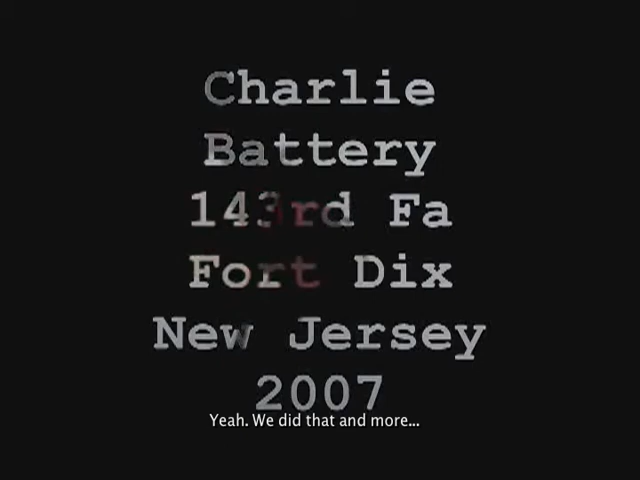 Charlie
Battery
143rd Fa
Fort Dix
New Jersey
2007
Yeah. We did that and more...